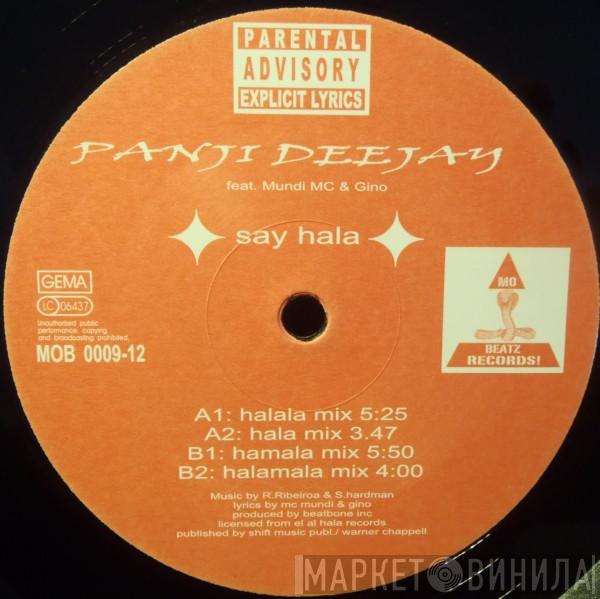 PARENTAL
ADVISORY
EXPLICIT LYRICS
PANJI DEEJAY
feat. Mundi MC & Gino
say hala
GEMA
LC 06437
Unauthorised public
performance, copying
and broadcasting prohibited.
MOB 0009-12
MO
BEATZ
RECORDS!
A1: halala mix 5:25
A2: hala mix 3.47
B1: hamala mix 5:50
B2: halamala mix 4:00
Music by R.Ribeiroa & S.hardman
lyrics by mc mundi & gino
produced by beatbone inc
licensed from el al hala records
published by shift music publ./ warner chappell
МАРКЕТ ВИНИЛА